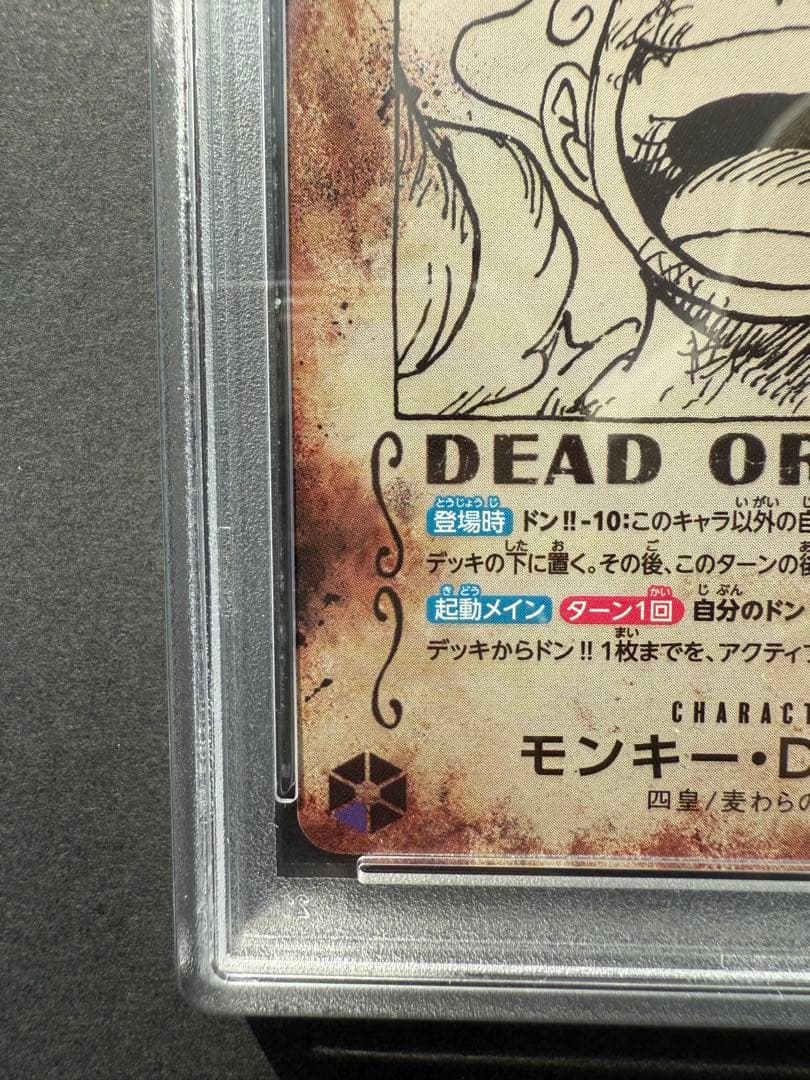 DEAD OR
登場時 ドン!!-10:このキャラ以外の自
デッキの下に置く。その後、このターンの
起動メイン ターン1回 自分のドン
デッキからドン!!1枚までを、アクティブ
CHARACT
モンキー・D
四皇/麦わらの